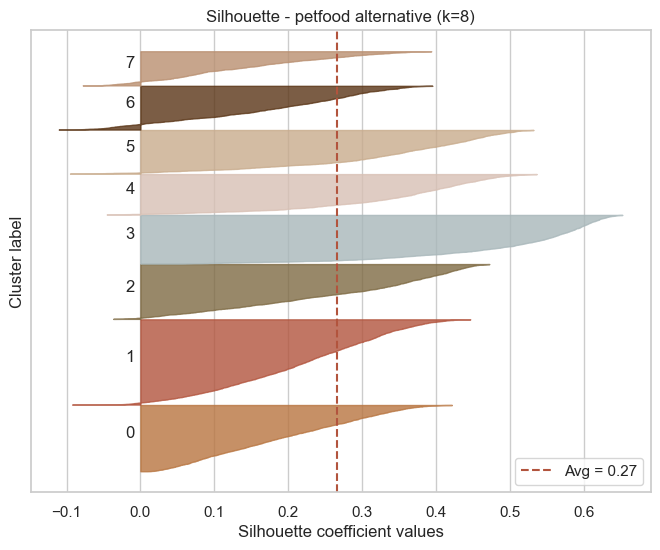 Silhouette - petfood alternative (k=8)
Cluster label
7
6
5
4
3
2
1
0
Avg = 0.27
−0.1 0.0 0.1 0.2 0.3 0.4 0.5 0.6
Silhouette coefficient values